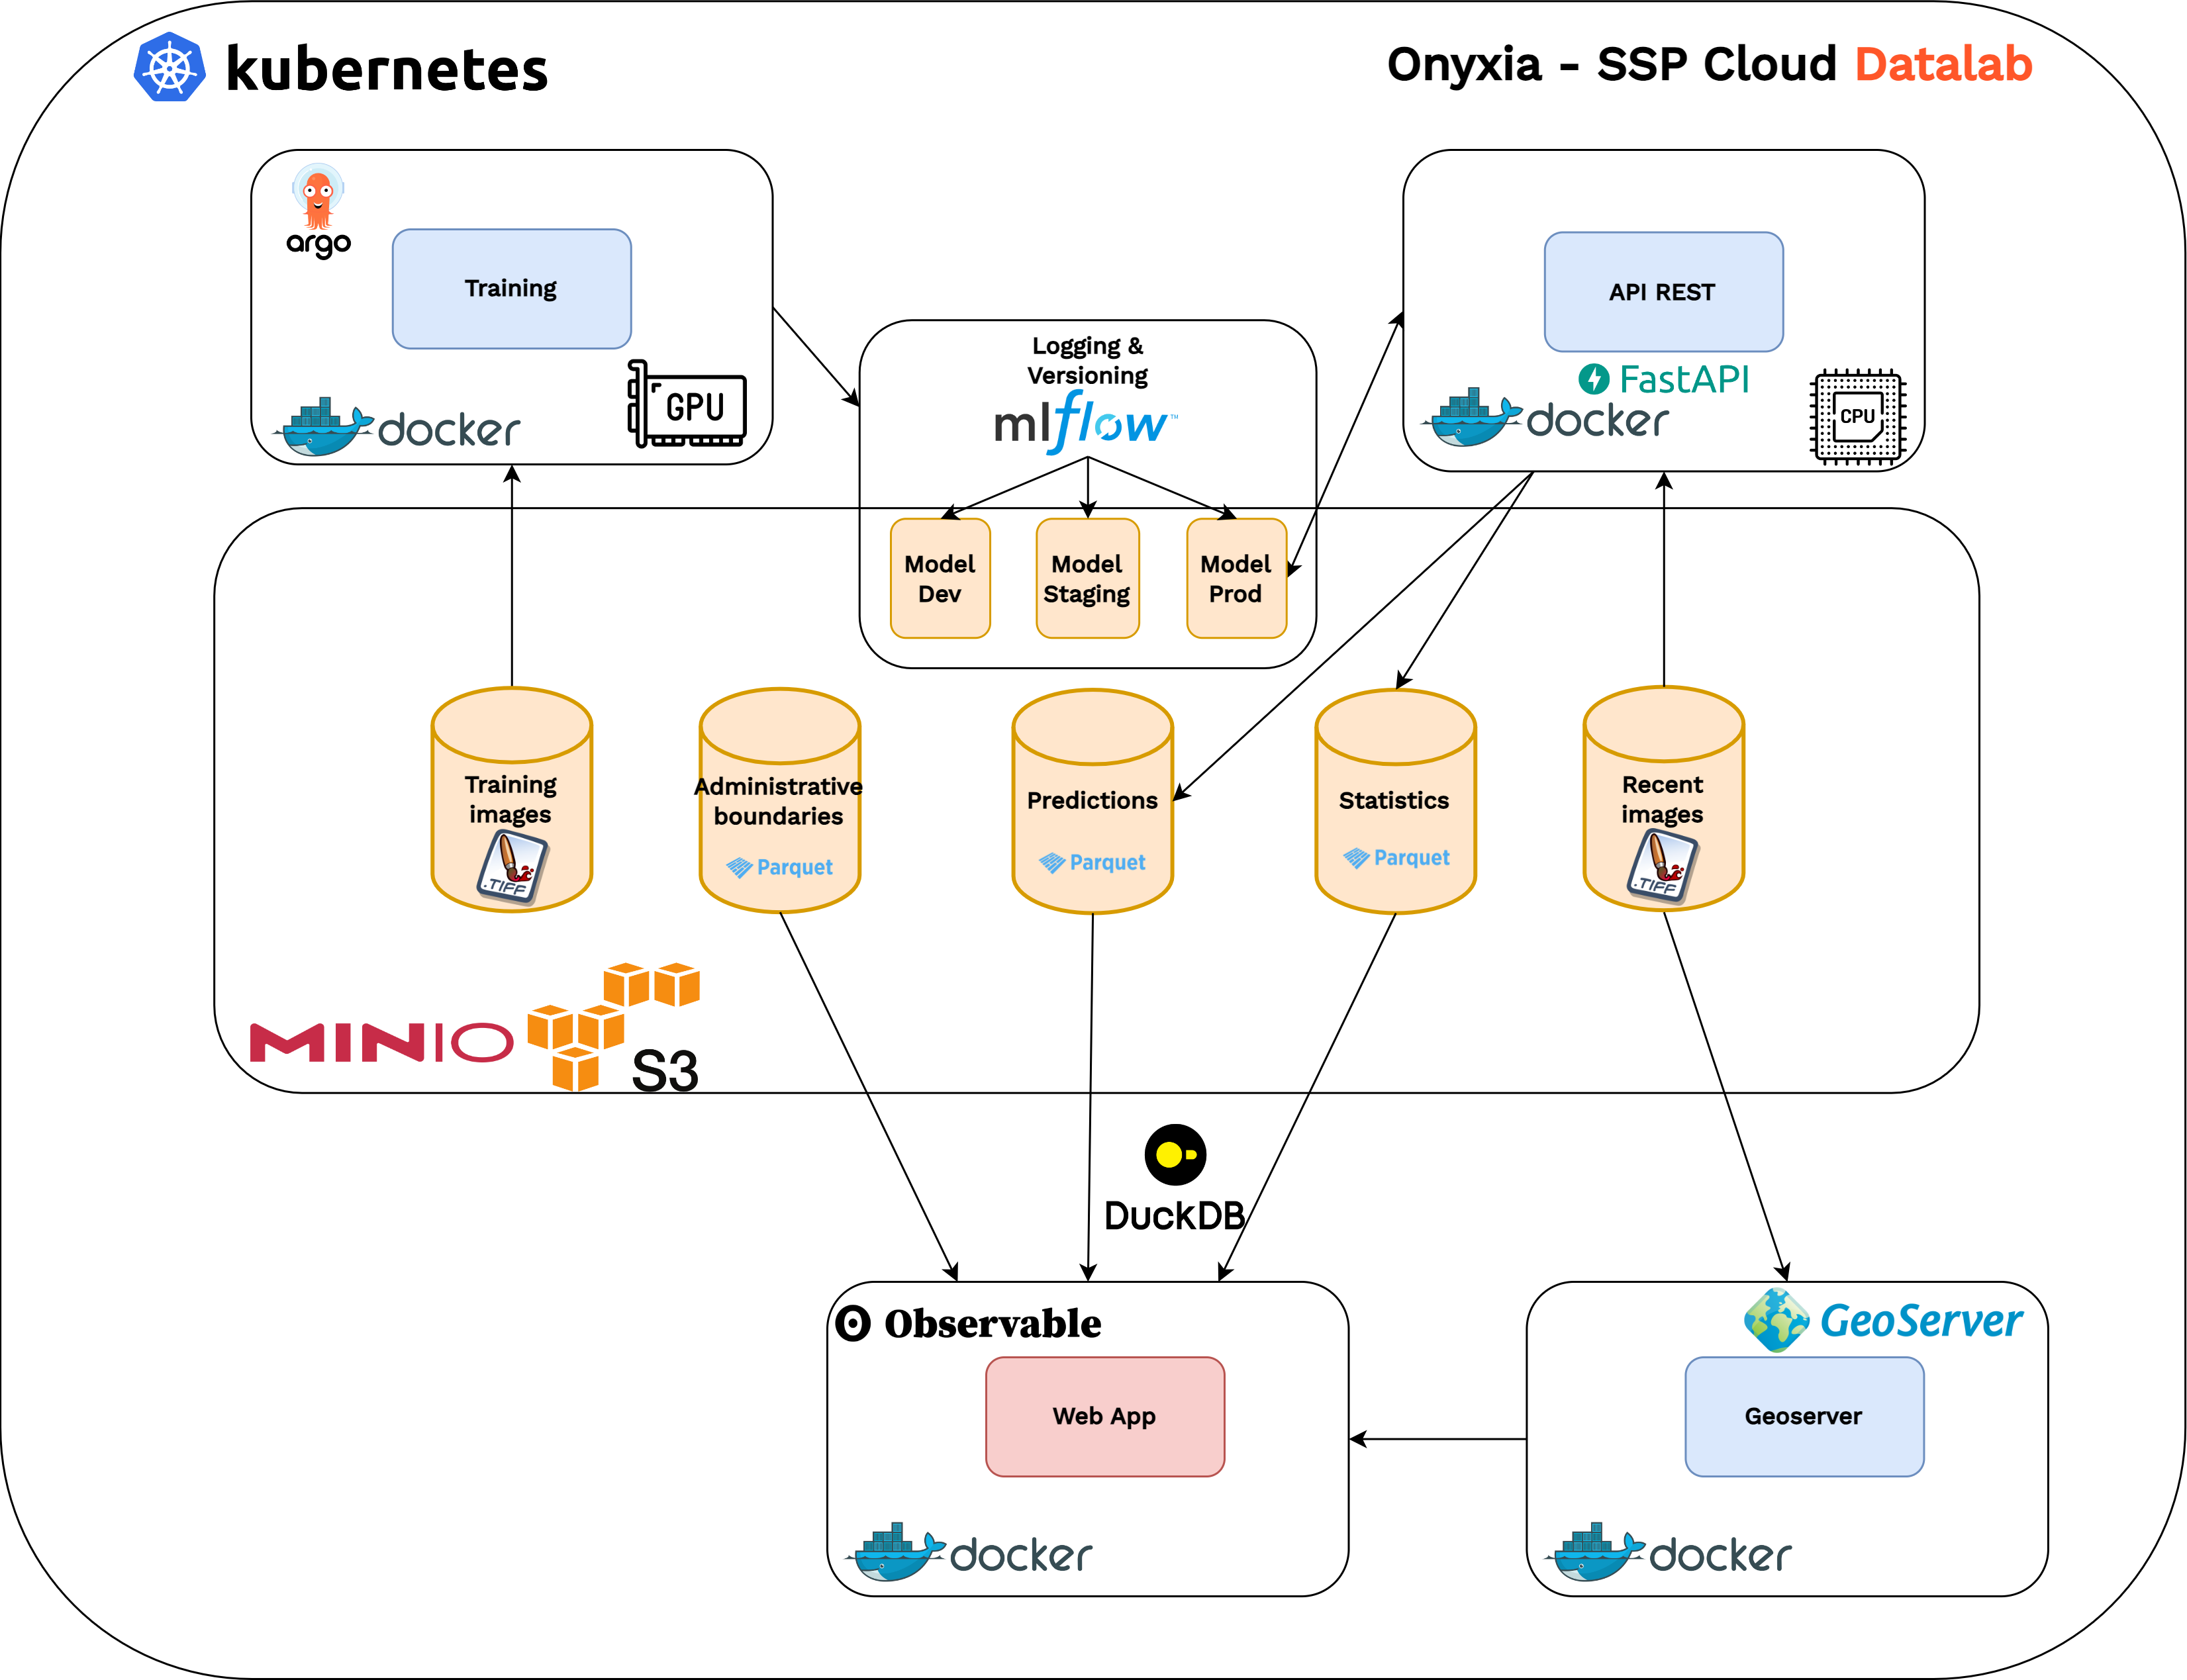 kubernetes
Onyxia - SSP Cloud Datalab
argo
Training
GPU
docker
Logging &
Versioning
mlflow™
API REST
FastAPI
docker
CPU
Model
Dev
Model
Staging
Model
Prod
Training
images
.TIFF
Administrative
boundaries
Parquet
Predictions
Parquet
Statistics
Parquet
Recent
images
.TIFF
MINIO
S3
DuckDB
Observable
Web App
docker
GeoServer
Geoserver
docker